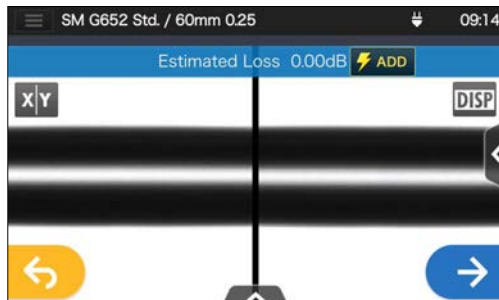 SM G652 Std. / 60mm 0.25 09:14
Estimated Loss 0.00dB ADD
X|Y DISP